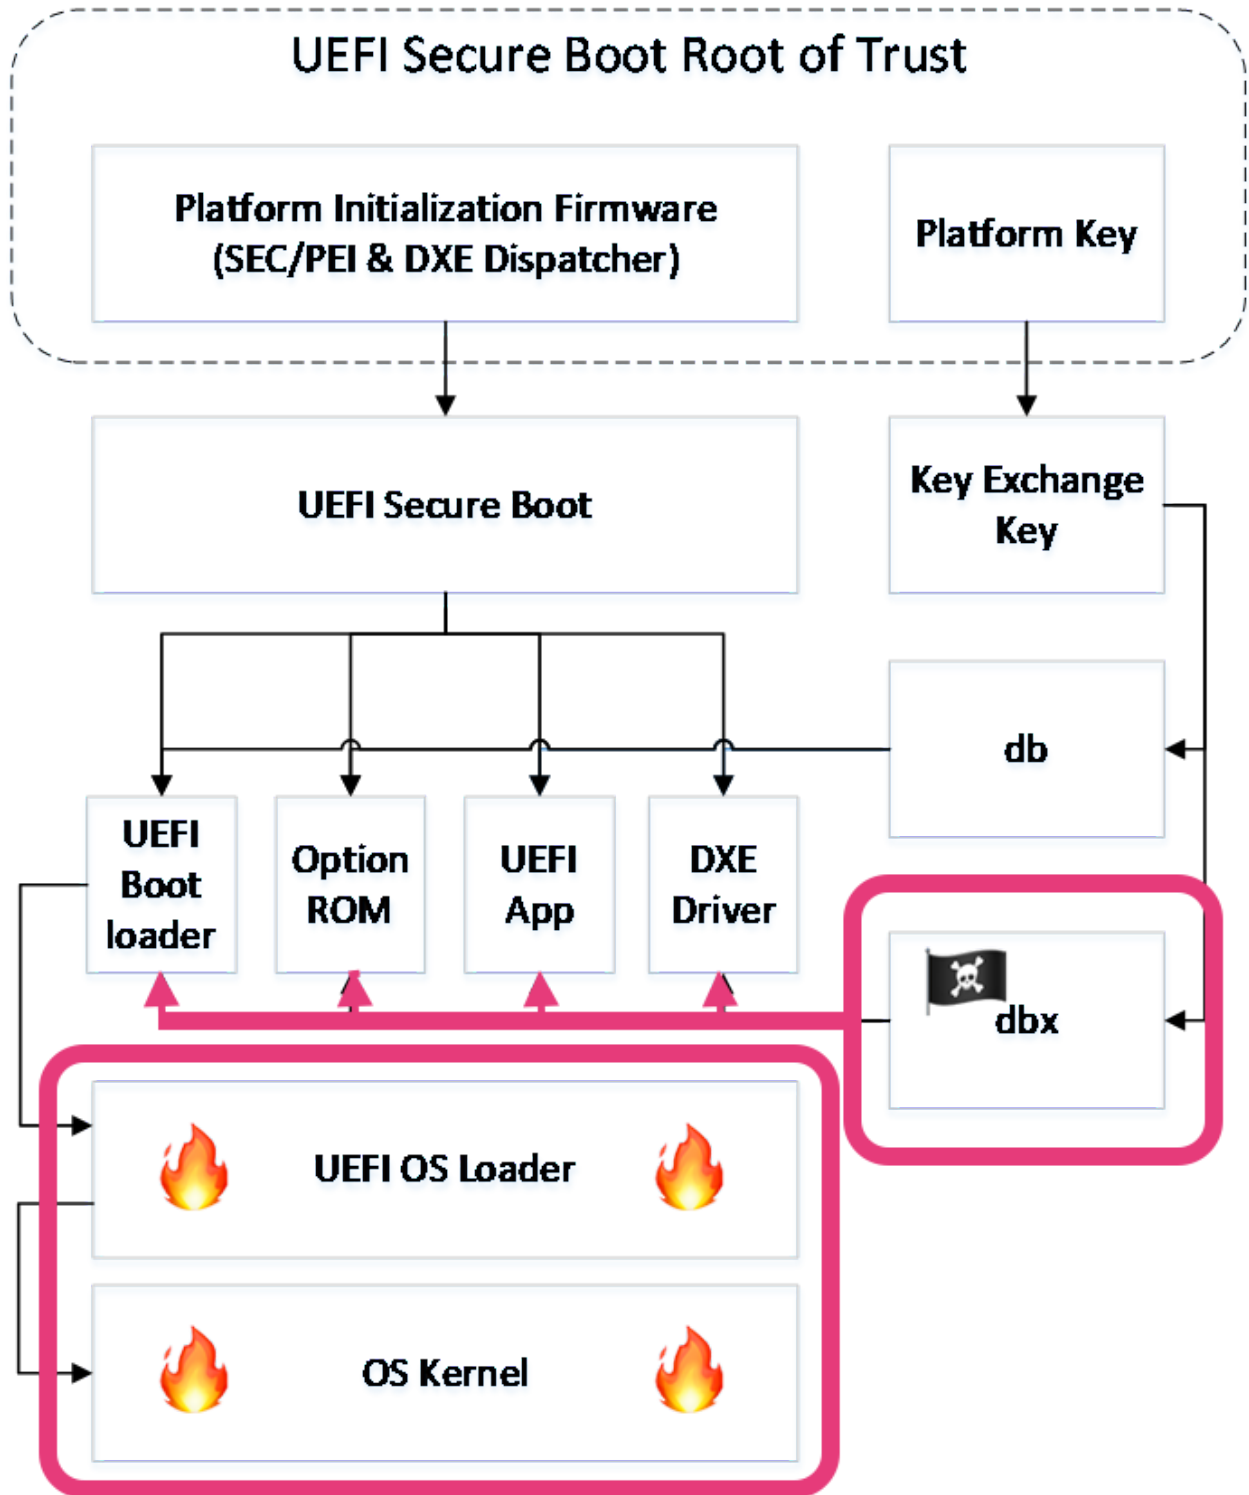 UEFI Secure Boot Root of Trust
Platform Initialization Firmware
(SEC/PEI & DXE Dispatcher)
Platform Key
UEFI Secure Boot
Key Exchange
Key
db
UEFI
Boot
loader
Option
ROM
UEFI
App
DXE
Driver
dbx
UEFI OS Loader
OS Kernel